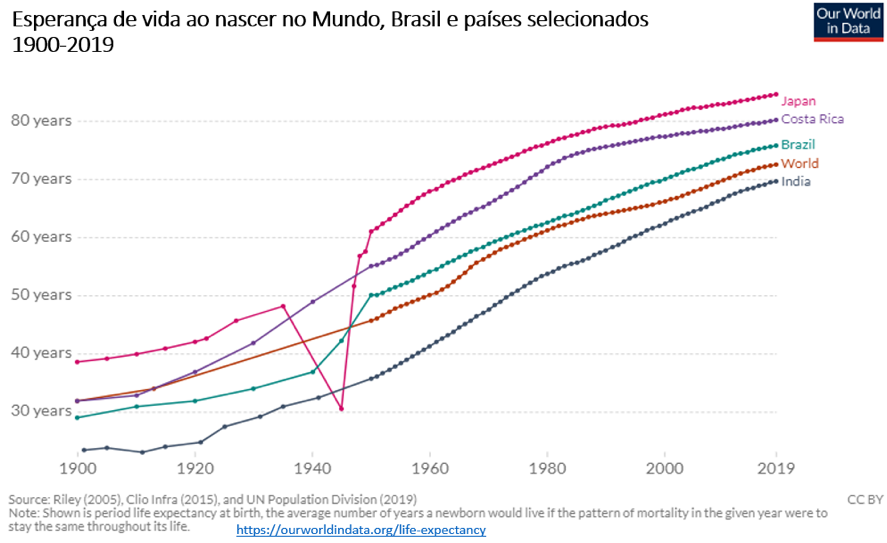 Esperança de vida ao nascer no Mundo, Brasil e países selecionados
1900-2019
Our World
in Data
80 years
70 years
60 years
50 years
40 years
30 years
Japan
Costa Rica
Brazil
World
India
1900
1920
1940
1960
1980
2000
2019
Source: Riley (2005), Clio Infra (2015), and UN Population Division (2019)
CC BY
Note: Shown is period life expectancy at birth, the average number of years a newborn would live if the pattern of mortality in the given year were to
stay the same throughout its life.
https://ourworldindata.org/life-expectancy